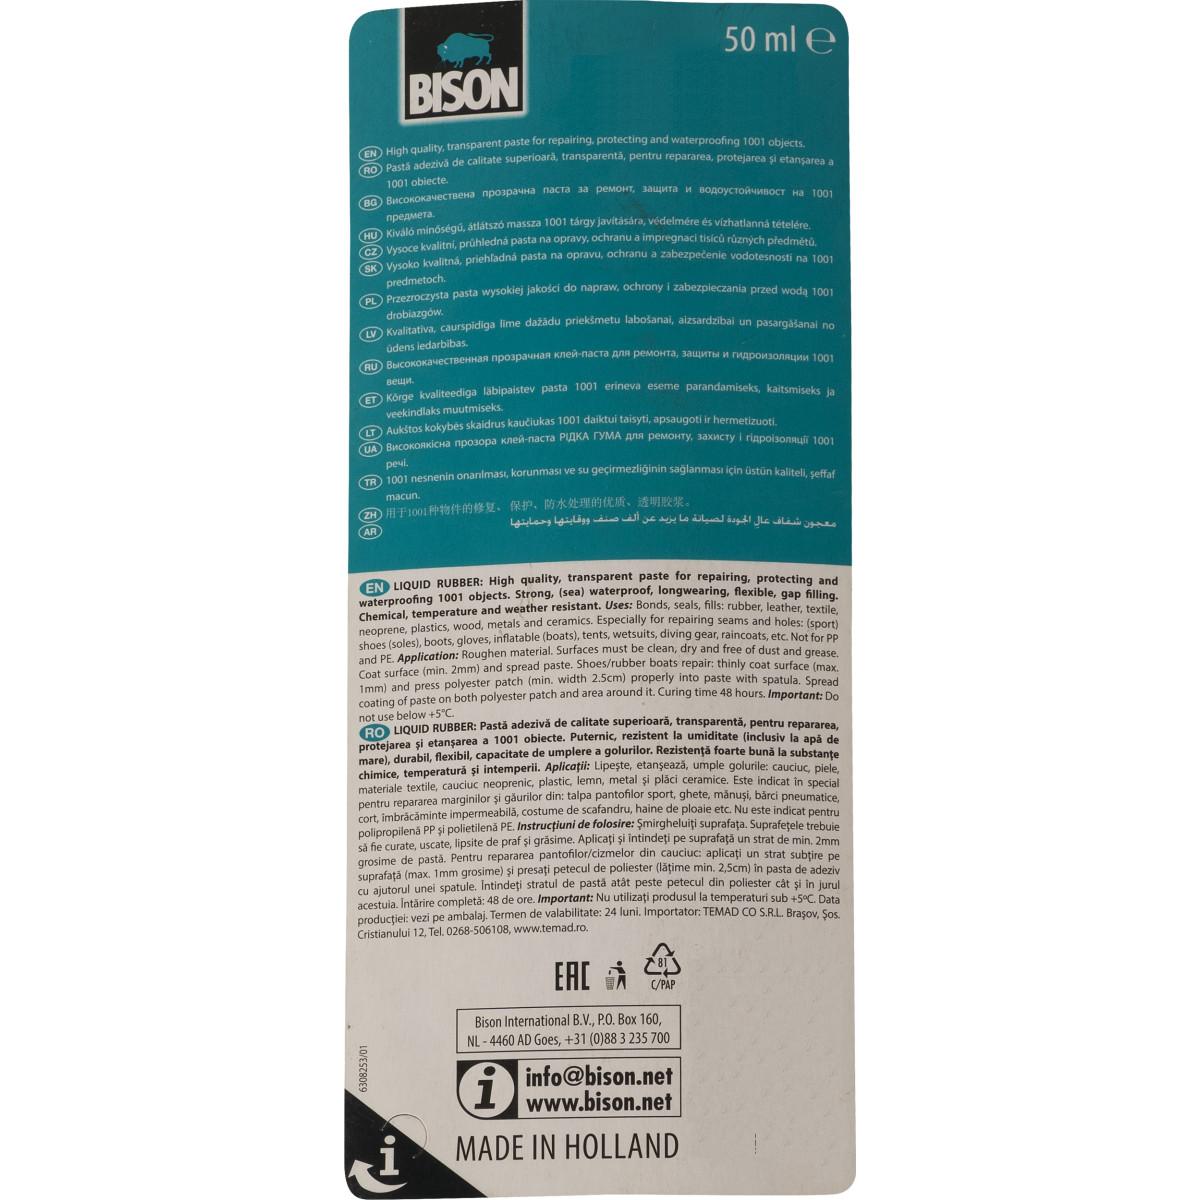 BISON
50 ml ℮
EN High quality, transparent paste for repairing, protecting and waterproofing 1001 objects.
RO Pastă adezivă de calitate superioară, transparentă, pentru repararea, protejarea și etanșarea a
1001 obiecte.
BG Висококачествена прозрачна паста за ремонт, защита и водоустойчивост на 1001
предмета.
HU Kiváló minőségű, átlátszó massza 1001 tárgy javítására, védelmére és vízhatlanná tételére.
CZ Vysoce kvalitní, průhledná pasta na opravy, ochranu a impregnaci tisíců různých předmětů.
SK Vysoko kvalitná, priehľadná pasta na opravu, ochranu a zabezpečenie vodotesnosti na 1001
predmetoch.
PL Przezroczysta pasta wysokiej jakości do napraw, ochrony i zabezpieczania przed wodą 1001
drobiazgów.
LV Kvalitatīva, caurspīdīga līme dažādu priekšmetu labošanai, aizsardzībai un pasargāšanai no
ūdens iedarbības.
RU Высококачественная прозрачная клей-паста для ремонта, защиты и гидроизоляции 1001
вещи.
ET Kõrge kvaliteediga läbipaistev pasta 1001 erineva eseme parandamiseks, kaitsmiseks ja
veekindlaks muutmiseks.
LT Aukštos kokybės skaidrus kaučiukas 1001 daiktui taisyti, apsaugoti ir hermetizuoti.
UA Високоякісна прозора клей-паста РІДКА ГУМА для ремонту, захисту і гідроізоляції 1001
речі.
TR 1001 nesnenin onarılması, korunması ve su geçirmezliğinin sağlanması için üstün kaliteli, şeffaf
macun.
ZH 用于1001种物件的修复、保护、防水处理的优质、透明胶浆。
AR معجون شفاف عالٍ الجودة لصيانة ما يزيد عن ألف صنف ووقايتها وحمايتها
EN LIQUID RUBBER: High quality, transparent paste for repairing, protecting and
waterproofing 1001 objects. Strong, (sea) waterproof, longwearing, flexible, gap filling.
Chemical, temperature and weather resistant. Uses: Bonds, seals, fills: rubber, leather, textile,
neoprene, plastics, wood, metals and ceramics. Especially for repairing seams and holes: (sport)
shoes (soles), boots, gloves, inflatable (boats), tents, wetsuits, diving gear, raincoats, etc. Not for PP
and PE. Application: Roughen material. Surfaces must be clean, dry and free of dust and grease.
Coat surface (min. 2mm) and spread paste. Shoes/rubber boats repair: thinly coat surface (max.
1mm) and press polyester patch (min. width 2.5cm) properly into paste with spatula. Spread
coating of paste on both polyester patch and area around it. Curing time 48 hours. Important: Do
not use below +5°C.
RO LIQUID RUBBER: Pastă adezivă de calitate superioară, transparentă, pentru repararea,
protejarea și etanșarea a 1001 obiecte. Puternic, rezistent la umiditate (inclusiv la apă de
mare), durabil, flexibil, capacitate de umplere a golurilor. Rezistență foarte bună la substanțe
chimice, temperatură și intemperii. Aplicații: Lipește, etanșează, umple golurile: cauciuc, piele,
materiale textile, cauciuc neoprenic, plastic, lemn, metal și plăci ceramice. Este indicat în special
pentru repararea marginilor și găurilor din: talpa pantofilor sport, ghete, mănuși, bărci pneumatice,
cort, îmbrăcăminte impermeabilă, costume de scafandru, haine de ploaie etc. Nu este indicat pentru
polipropilenă PP și polietilenă PE. Instrucțiuni de folosire: Șmirgheluiți suprafața. Suprafețele trebuie
să fie curate, uscate, lipsite de praf și grăsime. Aplicați și întindeți pe suprafață un strat de min. 2mm
grosime de pastă. Pentru repararea pantofilor/cizmelor din cauciuc: aplicați un strat subțire pe
suprafață (max. 1mm grosime) și presați petecul de poliester (lățime min. 2,5cm) în pasta de adeziv
cu ajutorul unei spatule. Întindeți stratul de pastă atât peste petecul din poliester cât și în jurul
acestuia. Întărire completă: 48 de ore. Important: Nu utilizați produsul la temperaturi sub +5ºC. Data
producției: vezi pe ambalaj. Termen de valabilitate: 24 luni. Importator: TEMAD CO S.R.L. Brașov, Șos.
Cristianului 12, Tel. 0268-506108, www.temad.ro.
EAC
81
C/PAP
Bison International B.V., P.O. Box 160,
NL - 4460 AD Goes, +31 (0)88 3 235 700
i info@bison.net
www.bison.net
6308253/01
i
MADE IN HOLLAND